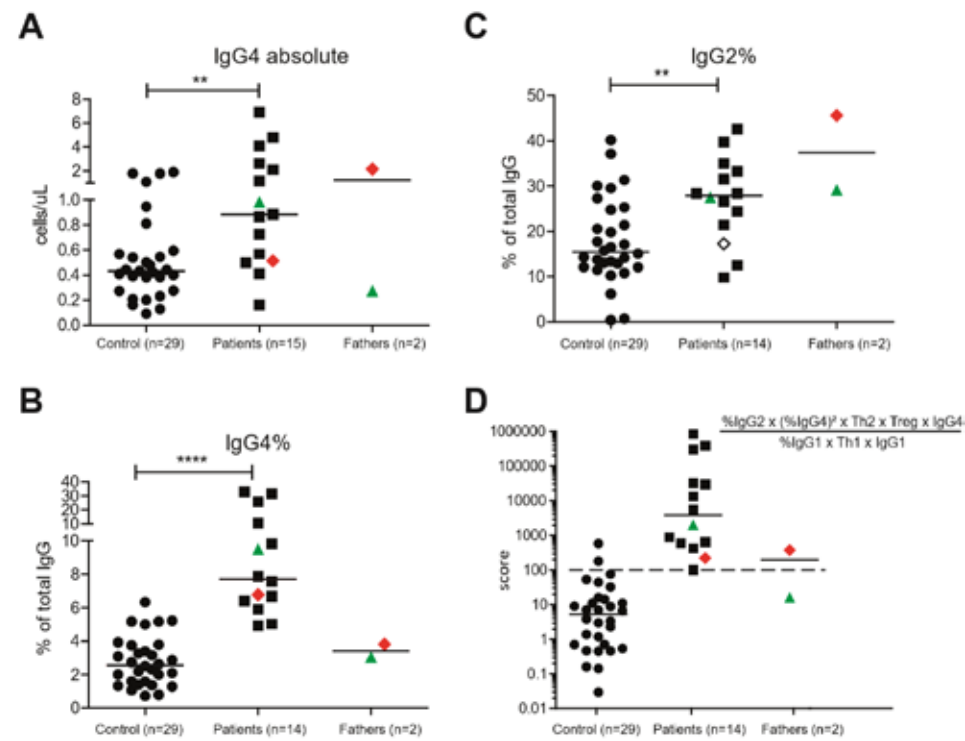 A
IgG4 absolute
**
8
6
4
2
1.0
0.8
0.6
0.4
0.2
0.0
cells/uL
Control (n=29) Patients (n=15) Fathers (n=2)
B
IgG4%
****
40
30
20
10
10
8
6
4
2
0
% of total IgG
Control (n=29) Patients (n=14) Fathers (n=2)
C
IgG2%
**
50
40
30
20
10
0
% of total IgG
Control (n=29) Patients (n=14) Fathers (n=2)
D
%IgG2 x (%IgG4)² x Th2 x Treg x IgG4
%IgG1 x Th1 x IgG1
1000000
100000
10000
1000
100
10
1
0.1
0.01
score
Control (n=29) Patients (n=14) Fathers (n=2)